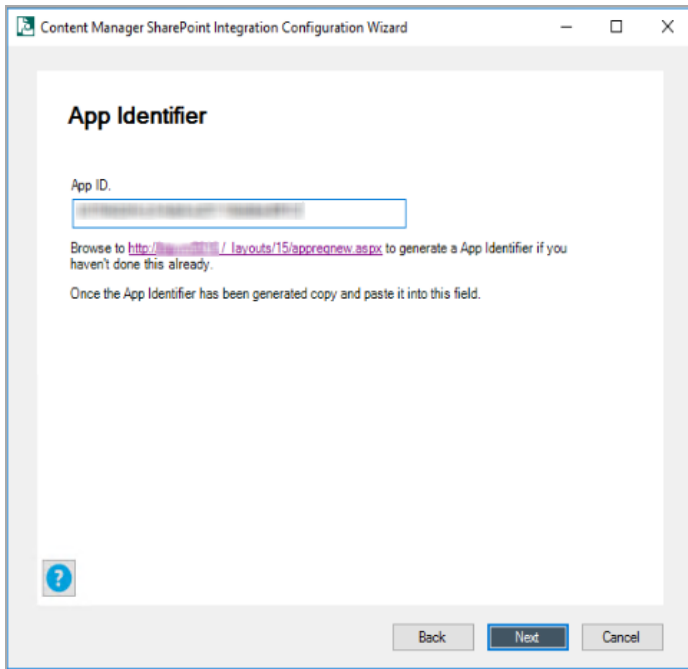 Content Manager SharePoint Integration Configuration Wizard
App Identifier
App ID.
Browse to http:// /_layouts/15/appregnew.aspx to generate a App Identifier if you
haven't done this already.
Once the App Identifier has been generated copy and paste it into this field.
?
Back Next Cancel